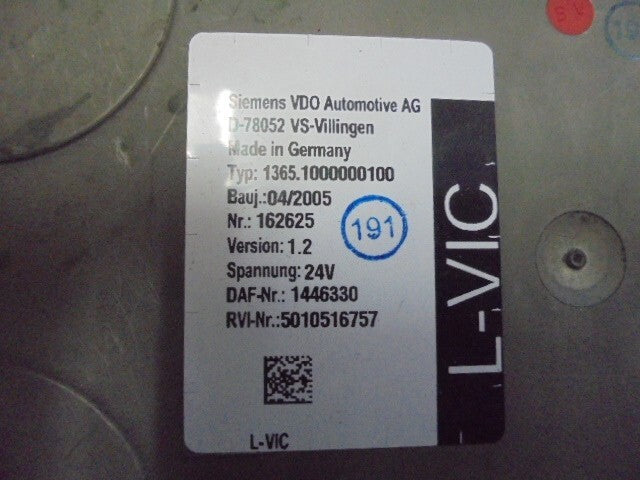 Siemens VDO Automotive AG
D-78052 VS-Villingen
Made in Germany
Typ: 1365.1000000100
Bauj.:04/2005
Nr.: 162625
191
Version: 1.2
Spannung: 24V
DAF-Nr.: 1446330
RVI-Nr.:5010516757
L-VIC
L-VIC